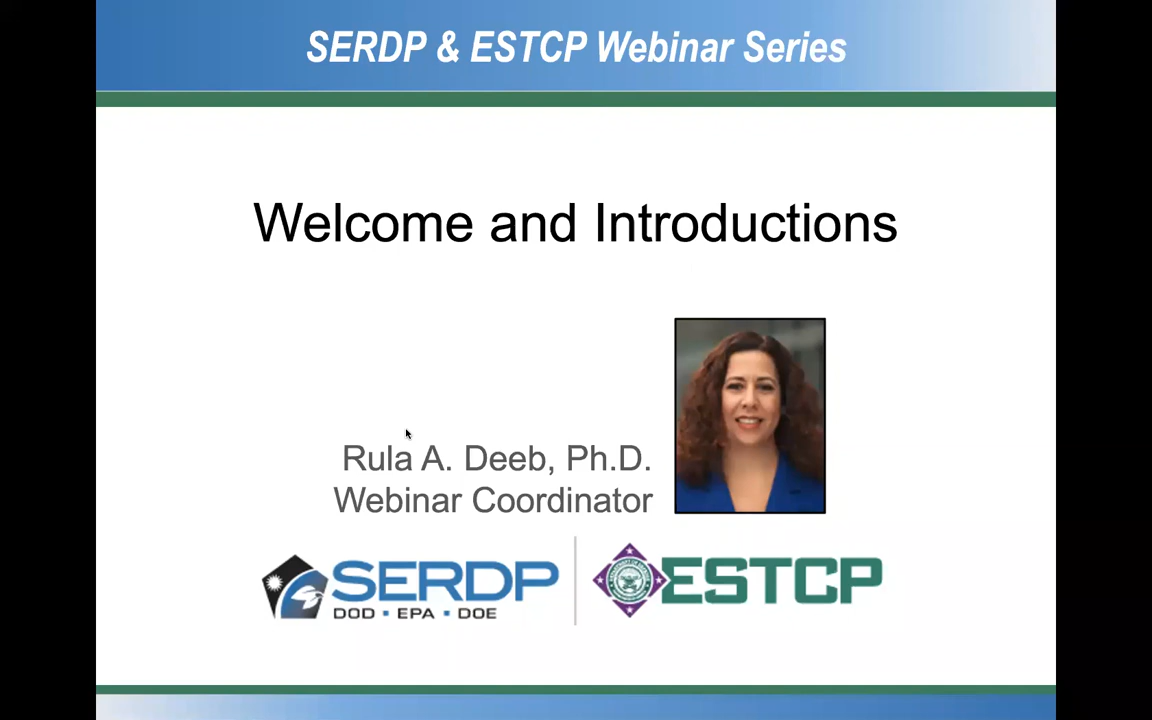 SERDP & ESTCP Webinar Series
Welcome and Introductions
Rula A. Deeb, Ph.D.
Webinar Coordinator
SERDP
DOD • EPA • DOE
ESTCP